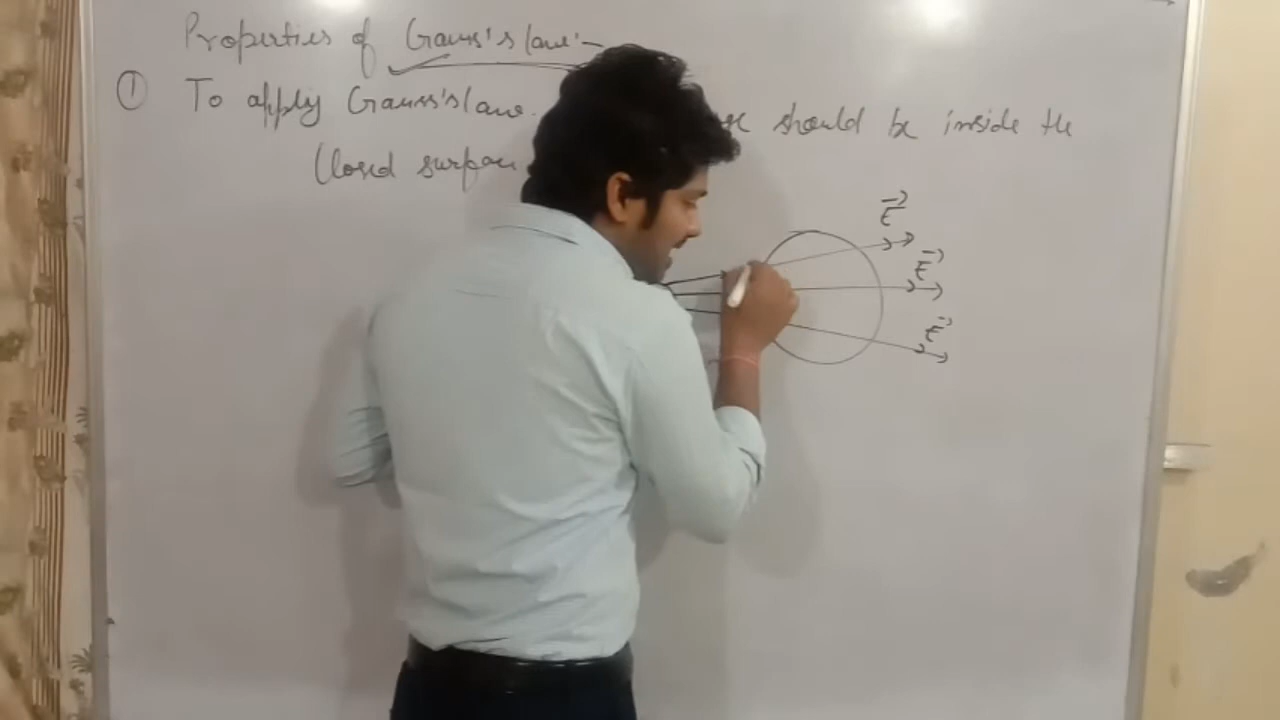 Properties of Gauss's law:-
① To apply Gauss's law. should be inside the
Closed surface
E
E
E